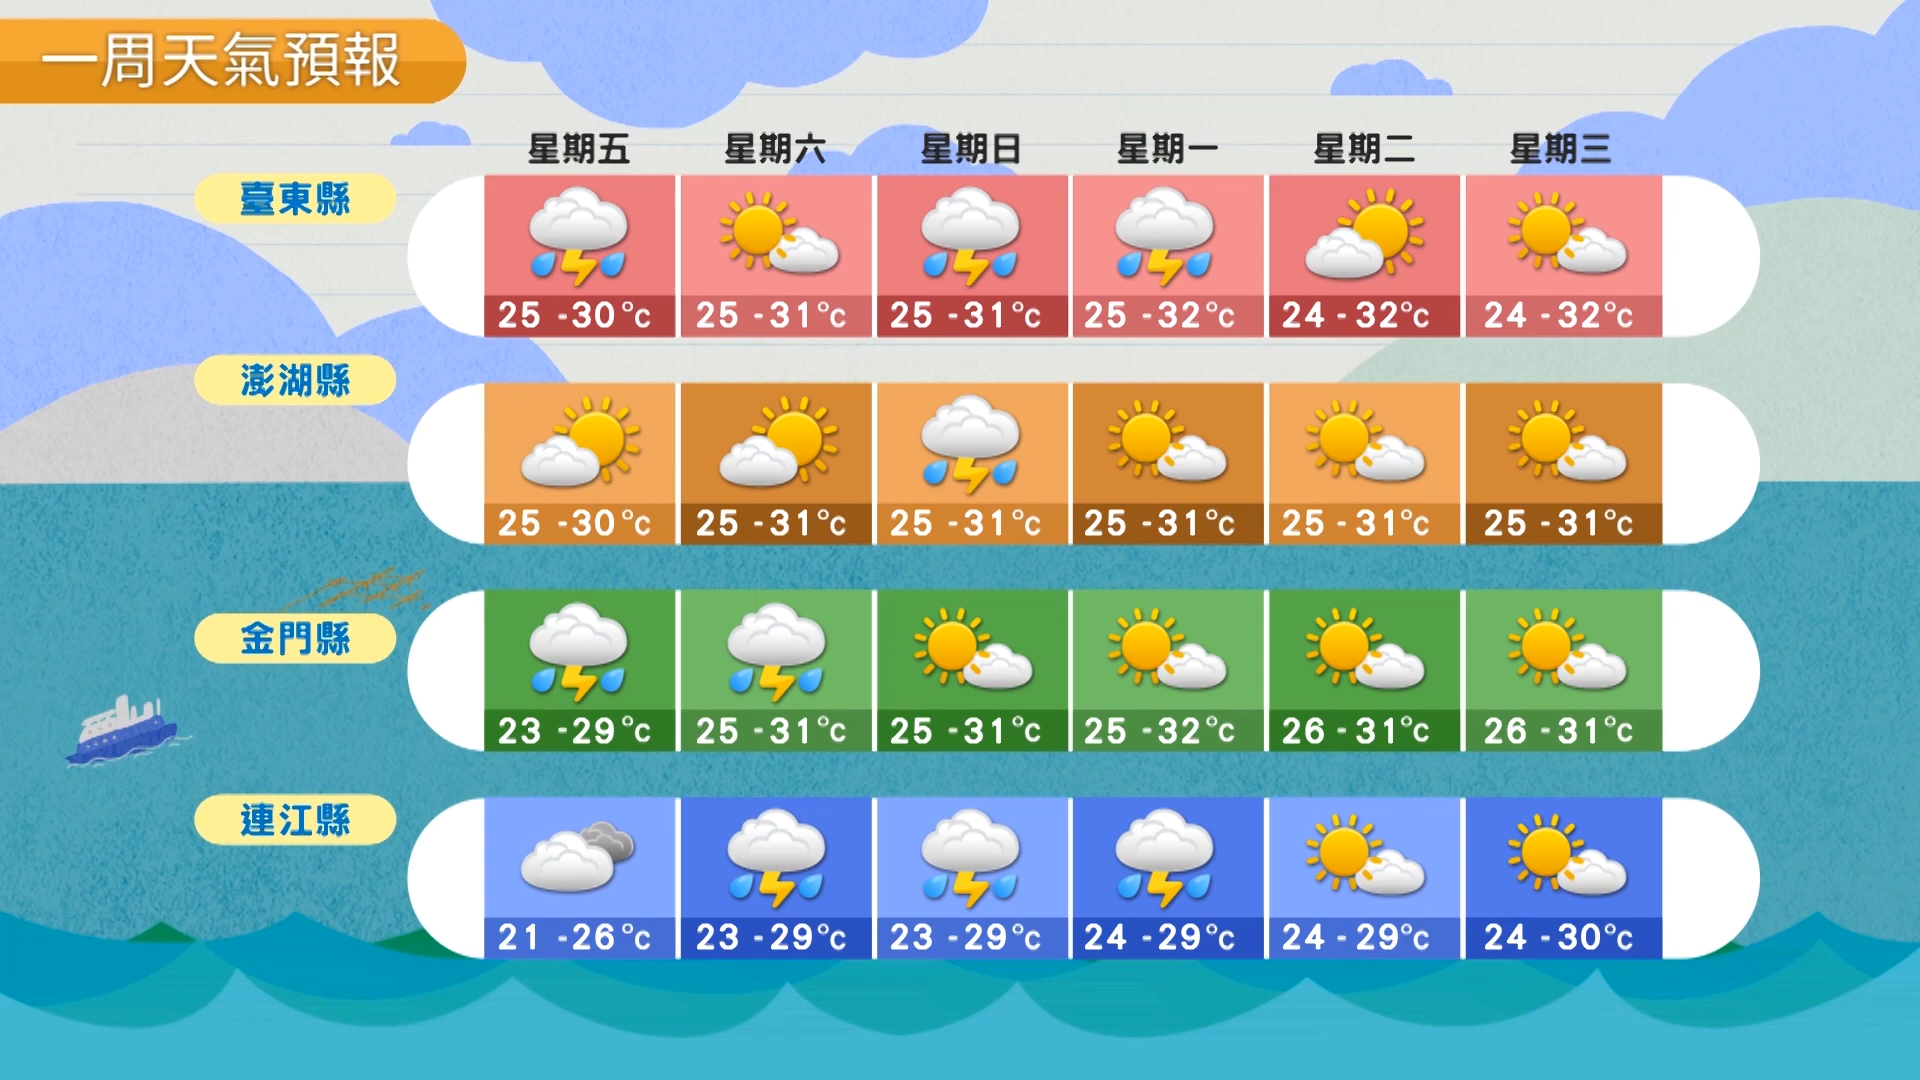 一周天氣預報
星期五 星期六 星期日 星期一 星期二 星期三
臺東縣
25 -30°C 25 -31°C 25 -31°C 25 -32°C 24 -32°C 24 -32°C
澎湖縣
25 -30°C 25 -31°C 25 -31°C 25 -31°C 25 -31°C 25 -31°C
金門縣
23 -29°C 25 -31°C 25 -31°C 25 -32°C 26 -31°C 26 -31°C
連江縣
21 -26°C 23 -29°C 23 -29°C 24 -29°C 24 -29°C 24 -30°C